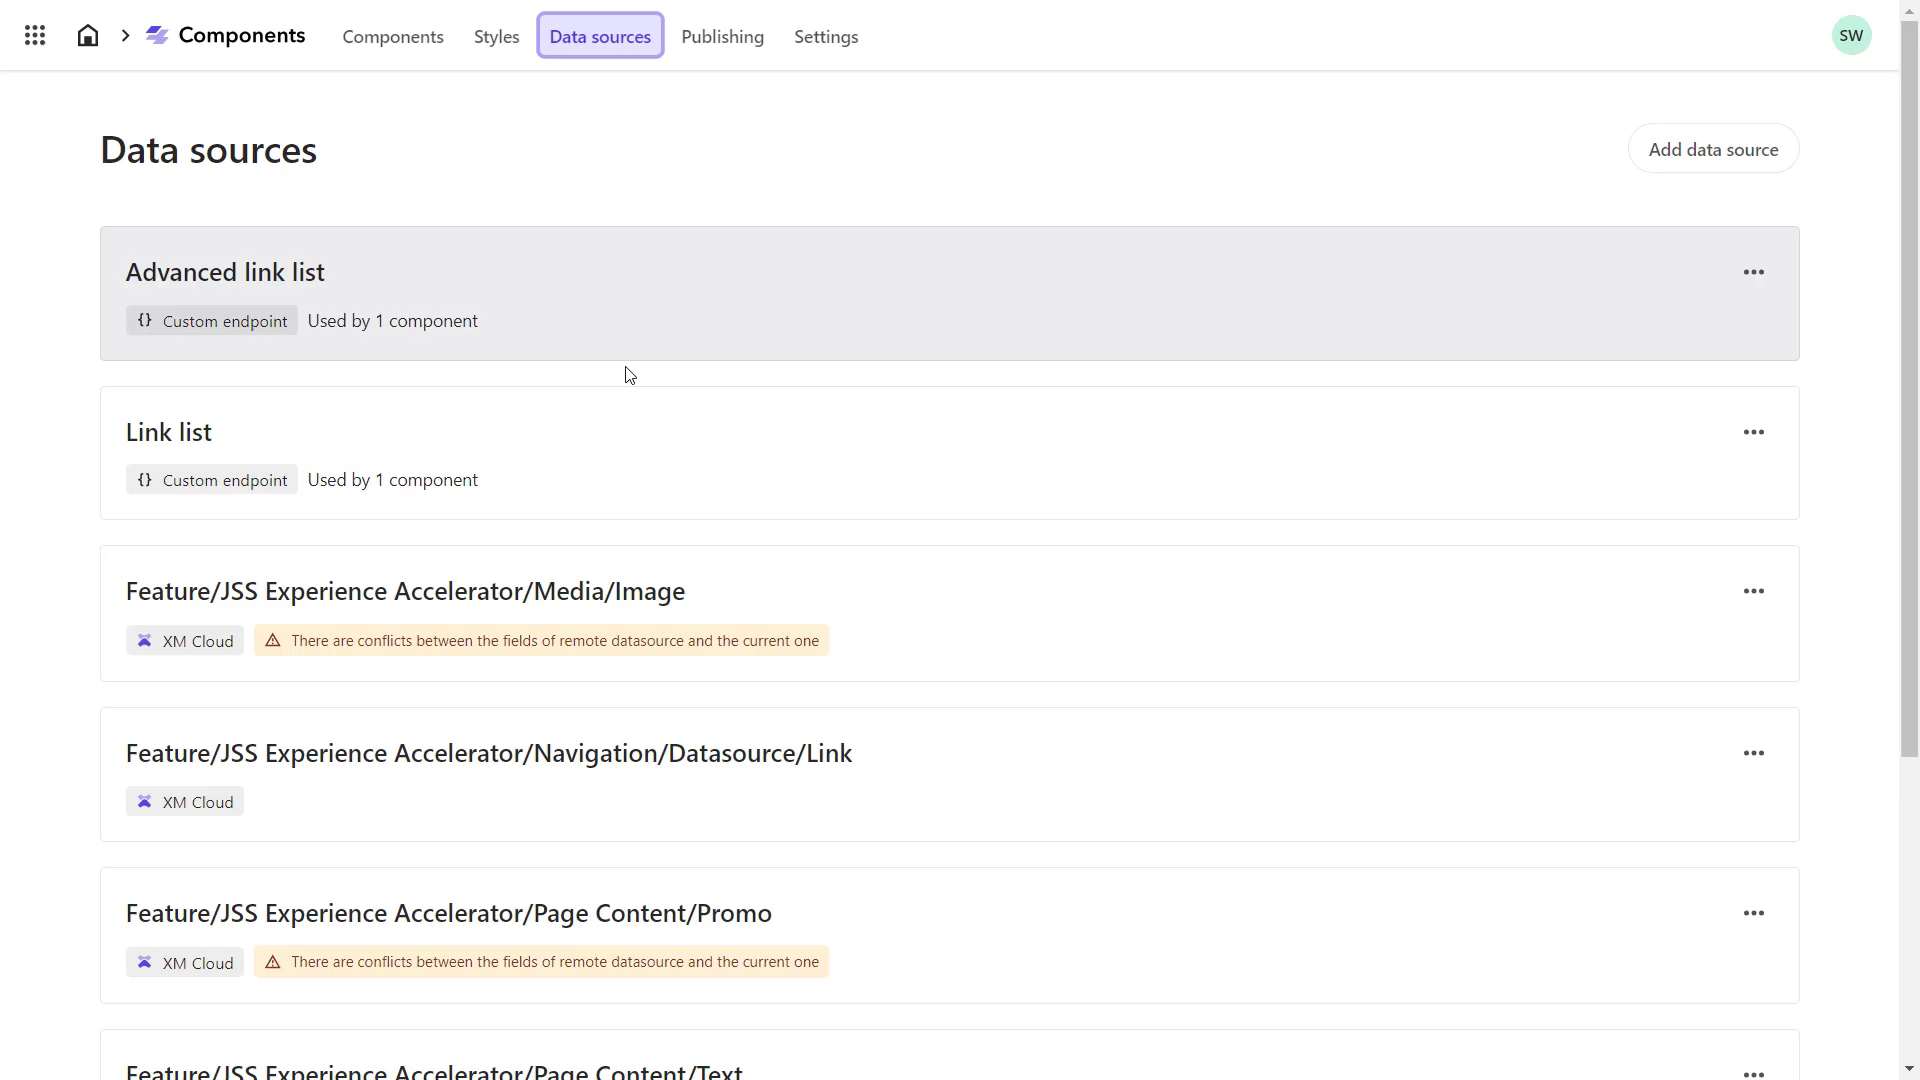 Components
Components
Styles
Data sources
Publishing
Settings
SW
Data sources
Add data source
Advanced link list
{} Custom endpoint
Used by 1 component
Link list
{} Custom endpoint
Used by 1 component
Feature/JSS Experience Accelerator/Media/Image
XM Cloud
There are conflicts between the fields of remote datasource and the current one
Feature/JSS Experience Accelerator/Navigation/Datasource/Link
XM Cloud
Feature/JSS Experience Accelerator/Page Content/Promo
XM Cloud
There are conflicts between the fields of remote datasource and the current one
Feature/JSS Experience Accelerator/Page Content/Text